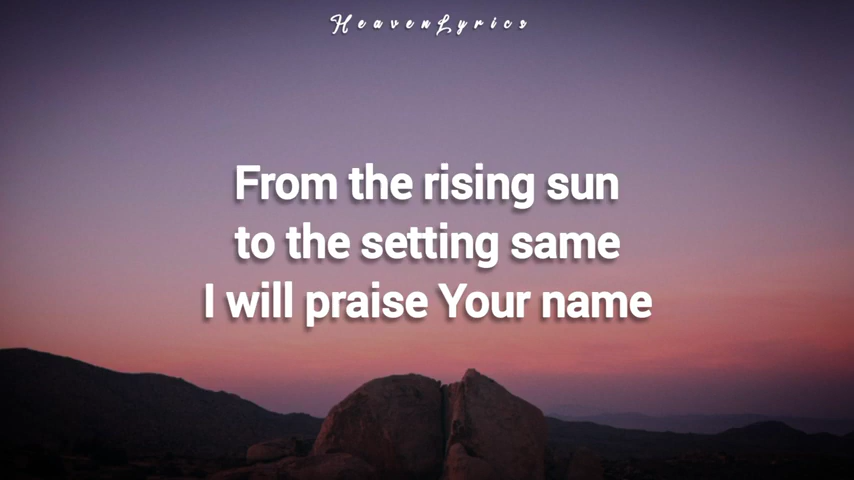 HeavenLyrics
From the rising sun
to the setting same
I will praise Your name